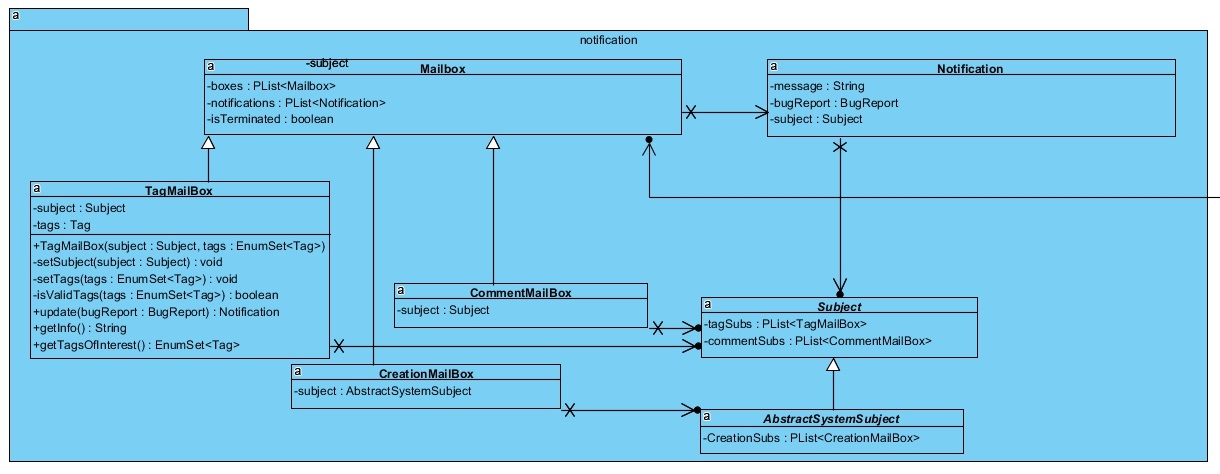 a
notification
a
-subject
Mailbox
-boxes : PList<Mailbox>
-notifications : PList<Notification>
-isTerminated : boolean
a
Notification
-message : String
-bugReport : BugReport
-subject : Subject
a
TagMailBox
-subject : Subject
-tags : Tag
+TagMailBox(subject : Subject, tags : EnumSet<Tag>)
-setSubject(subject : Subject) : void
-setTags(tags : EnumSet<Tag>) : void
-isValidTags(tags : EnumSet<Tag>) : boolean
+update(bugReport : BugReport) : Notification
+getInfo() : String
+getTagsOfInterest() : EnumSet<Tag>
a
CommentMailBox
-subject : Subject
a
Subject
-tagSubs : PList<TagMailBox>
-commentSubs : PList<CommentMailBox>
a
CreationMailBox
-subject : AbstractSystemSubject
a
AbstractSystemSubject
-CreationSubs : PList<CreationMailBox>